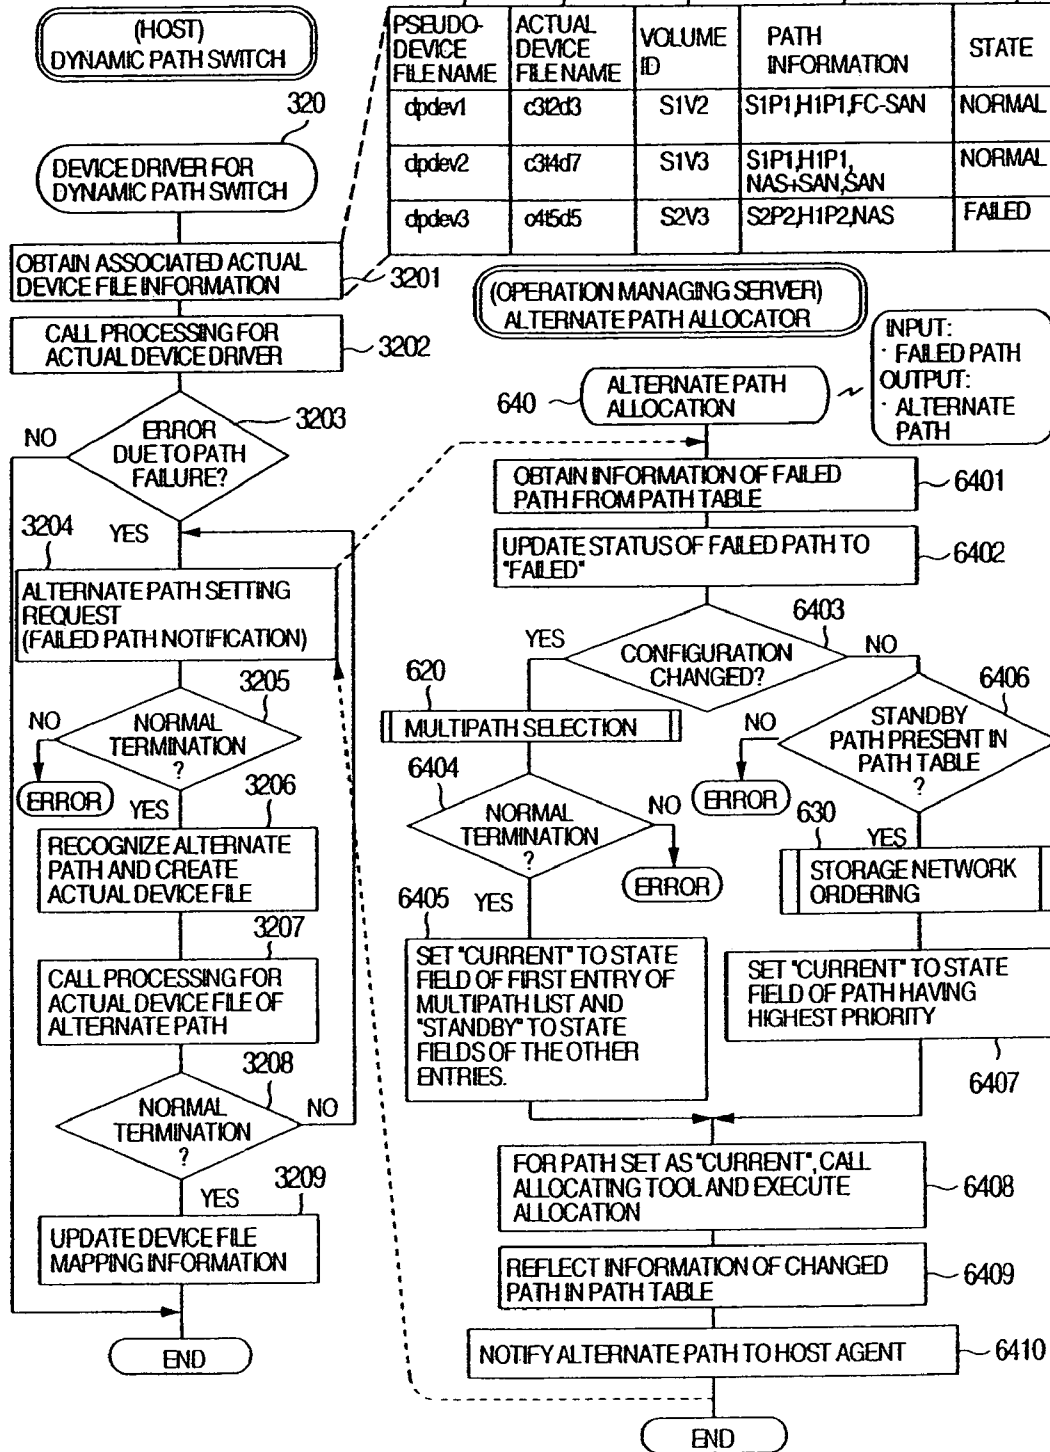 (HOST)
DYNAMIC PATH SWITCH
PSEUDO-
DEVICE
FILE NAME
ACTUAL
DEVICE
FILE NAME
VOLUME
ID
PATH
INFORMATION
STATE
dpdev1
c3t2d3
S1V2
S1P1,H1P1,FC-SAN
NORMAL
dpdev2
c3t4d7
S1V3
S1P1,H1P1,
NAS+SAN,SAN
NORMAL
dpdev3
c4t5d5
S2V3
S2P2,H1P2,NAS
FAILED
320
DEVICE DRIVER FOR
DYNAMIC PATH SWITCH
OBTAIN ASSOCIATED ACTUAL
DEVICE FILE INFORMATION
3201
CALL PROCESSING FOR
ACTUAL DEVICE DRIVER
3202
ERROR
DUE TO PATH
FAILURE?
3203
NO
YES
3204
ALTERNATE PATH SETTING
REQUEST
(FAILED PATH NOTIFICATION)
3205
NORMAL
TERMINATION
?
NO
ERROR
YES
3206
RECOGNIZE ALTERNATE
PATH AND CREATE
ACTUAL DEVICE FILE
3207
CALL PROCESSING FOR
ACTUAL DEVICE FILE OF
ALTERNATE PATH
3208
NORMAL
TERMINATION
?
NO
YES
3209
UPDATE DEVICE FILE
MAPPING INFORMATION
END
(OPERATION MANAGING SERVER)
ALTERNATE PATH ALLOCATOR
INPUT:
· FAILED PATH
OUTPUT:
· ALTERNATE
PATH
640
ALTERNATE PATH
ALLOCATION
OBTAIN INFORMATION OF FAILED
PATH FROM PATH TABLE
6401
UPDATE STATUS OF FAILED PATH TO
"FAILED"
6402
6403
CONFIGURATION
CHANGED?
YES
NO
620
MULTIPATH SELECTION
6404
NORMAL
TERMINATION
?
NO
ERROR
YES
6405
SET "CURRENT" TO STATE
FIELD OF FIRST ENTRY OF
MULTIPATH LIST AND
"STANDBY" TO STATE
FIELDS OF THE OTHER
ENTRIES.
6406
STANDBY
PATH PRESENT IN
PATH TABLE
?
NO
ERROR
YES
630
STORAGE NETWORK
ORDERING
SET "CURRENT" TO STATE
FIELD OF PATH HAVING
HIGHEST PRIORITY
6407
FOR PATH SET AS "CURRENT", CALL
ALLOCATING TOOL AND EXECUTE
ALLOCATION
6408
REFLECT INFORMATION OF CHANGED
PATH IN PATH TABLE
6409
NOTIFY ALTERNATE PATH TO HOST AGENT
6410
END